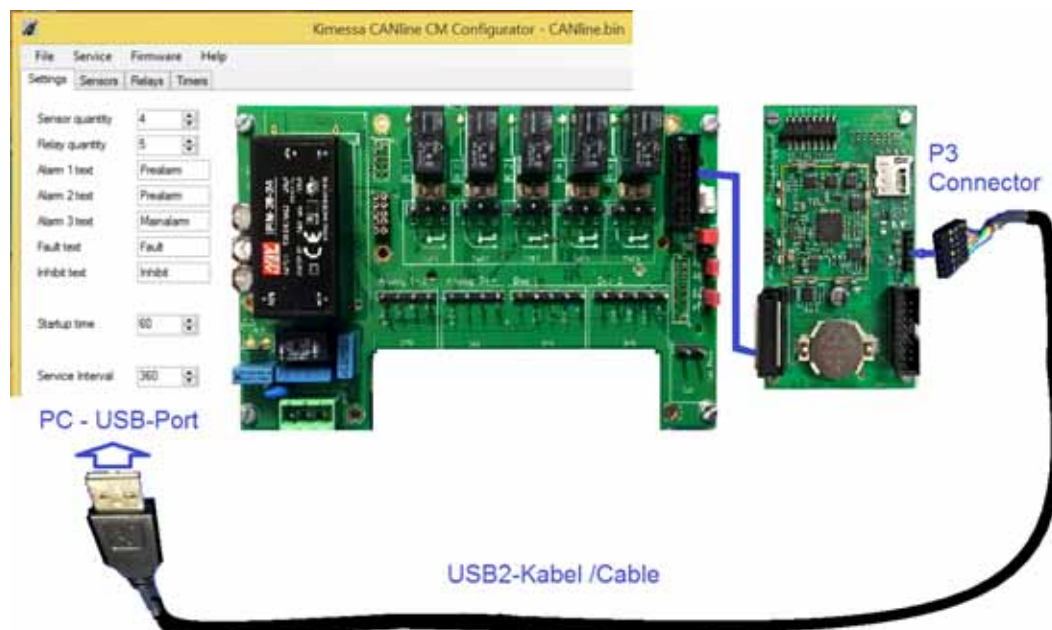 Kimessa CANline CM Configurator - CANline.bin
File Service Firmware Help
Settings Sensors Relays Timers
Sensor quantity 4
Relay quantity 5
Alarm 1 text Prealarm
Alarm 2 text Prealarm
Alarm 3 text Mainalarm
Fault text Fault
Inhibit text Inhibit
Startup time 60
Service Interval 360
P3
Connector
PC - USB-Port
USB2-Kabel /Cable